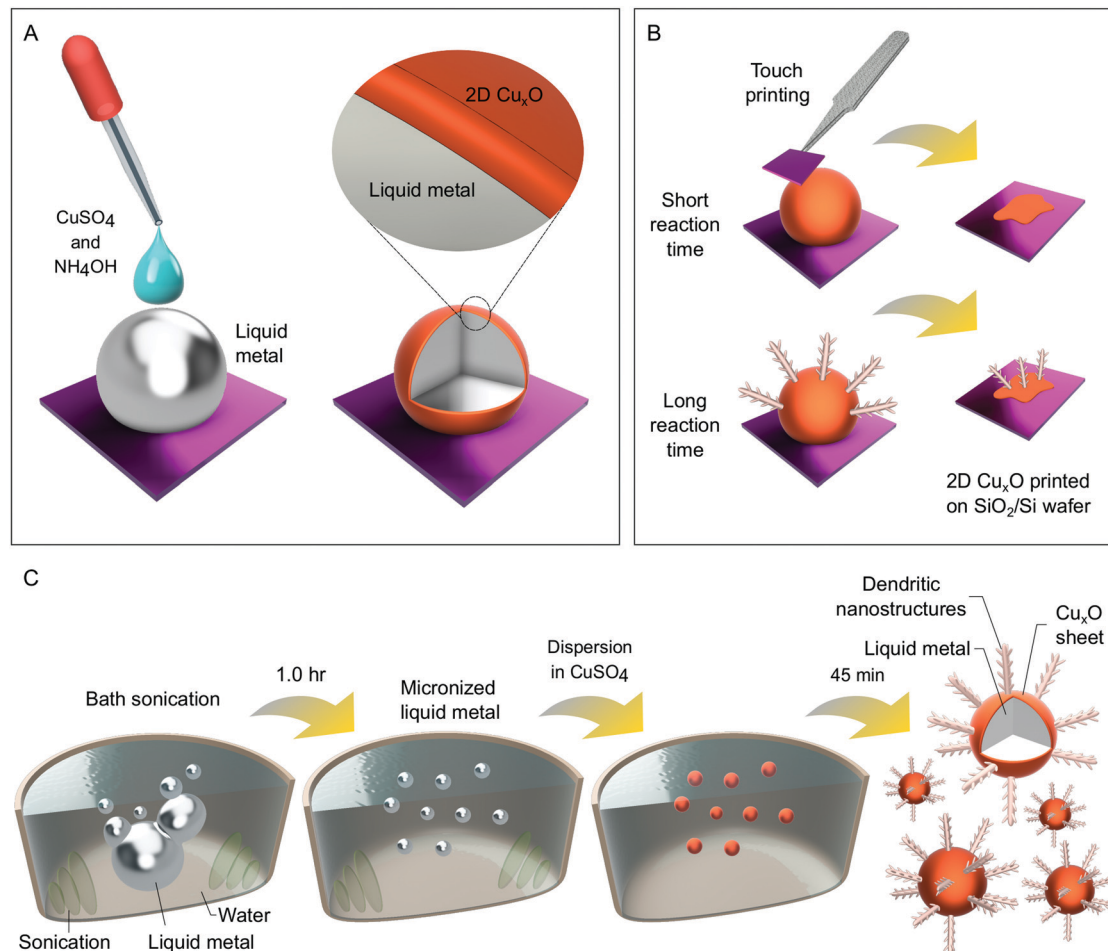 A
CuSO₄
and
NH₄OH
Liquid
metal
2D CuₓO
Liquid metal
B
Touch
printing
Short
reaction
time
Long
reaction
time
2D CuₓO printed
on SiO₂/Si wafer
C
Bath sonication
Sonication
Liquid metal
Water
1.0 hr
Micronized
liquid metal
Dispersion
in CuSO₄
45 min
Dendritic
nanostructures
Liquid metal
CuₓO
sheet